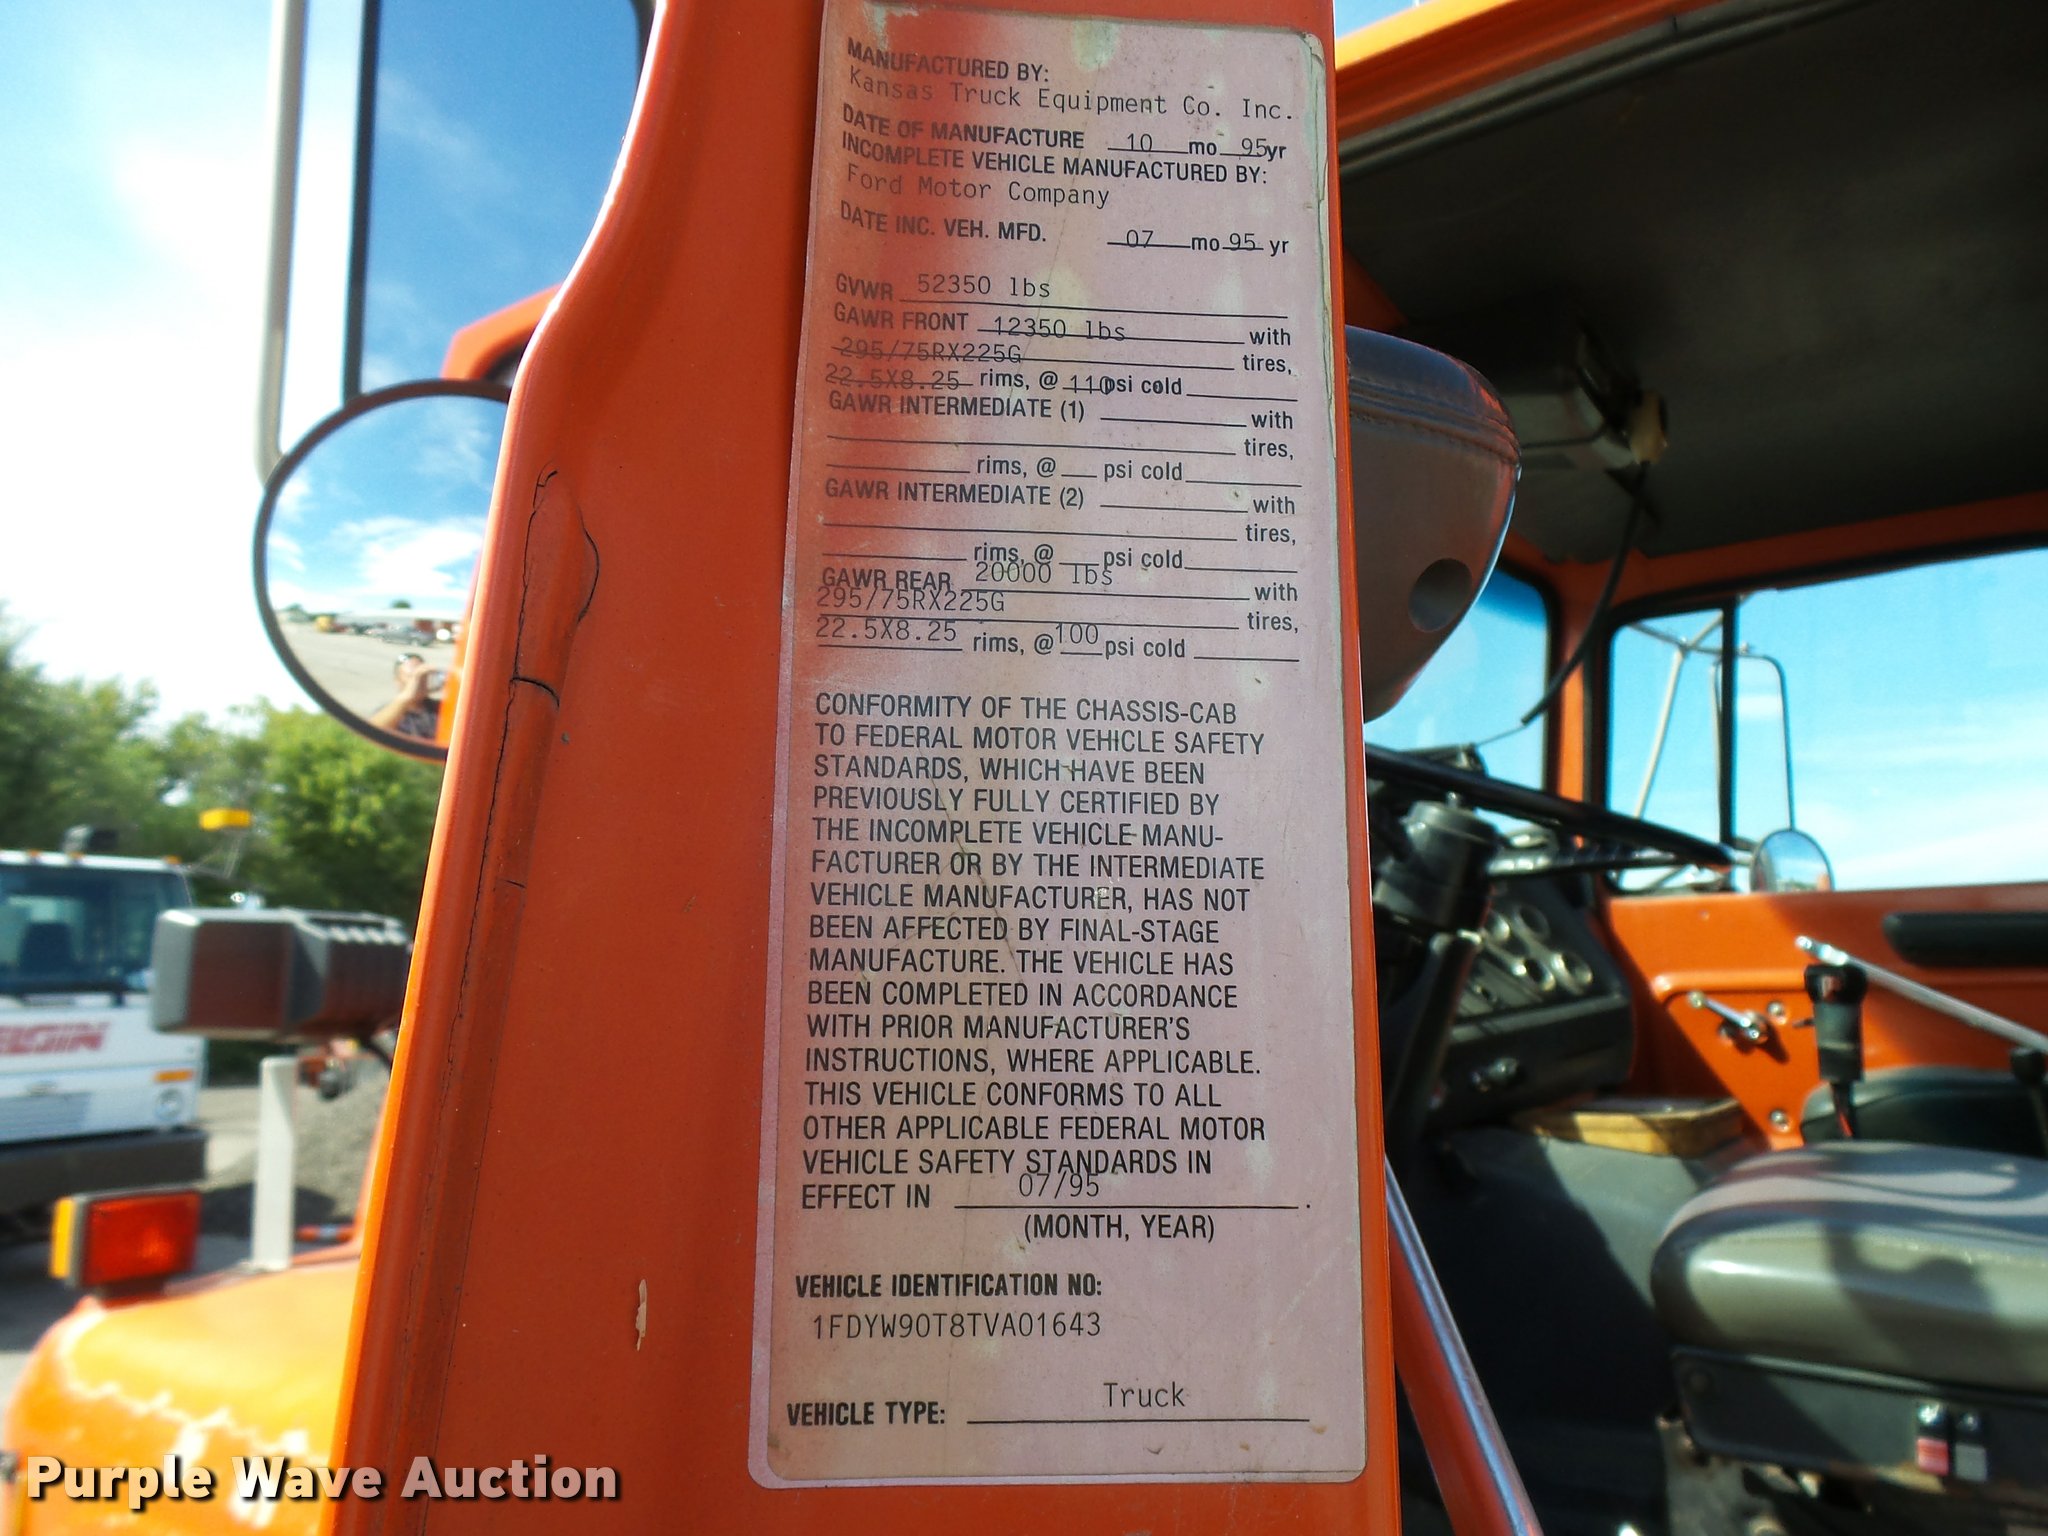 MANUFACTURED BY:
Kansas Truck Equipment Co. Inc.
DATE OF MANUFACTURE 10 mo 95yr
INCOMPLETE VEHICLE MANUFACTURED BY:
Ford Motor Company
DATE INC. VEH. MFD. 07 mo 95 yr
GVWR 52350 lbs
GAWR FRONT 12350 lbs with
295/75RX225G tires,
22.5X8.25 rims, @ 110 psi cold
GAWR INTERMEDIATE (1) with
tires,
rims, @ psi cold
GAWR INTERMEDIATE (2) with
tires,
rims, @ psi cold
GAWR REAR 20000 lbs with
295/75RX225G tires,
22.5X8.25 rims, @ 100 psi cold
CONFORMITY OF THE CHASSIS-CAB
TO FEDERAL MOTOR VEHICLE SAFETY
STANDARDS, WHICH HAVE BEEN
PREVIOUSLY FULLY CERTIFIED BY
THE INCOMPLETE VEHICLE MANU-
FACTURER OR BY THE INTERMEDIATE
VEHICLE MANUFACTURER, HAS NOT
BEEN AFFECTED BY FINAL-STAGE
MANUFACTURE. THE VEHICLE HAS
BEEN COMPLETED IN ACCORDANCE
WITH PRIOR MANUFACTURER'S
INSTRUCTIONS, WHERE APPLICABLE.
THIS VEHICLE CONFORMS TO ALL
OTHER APPLICABLE FEDERAL MOTOR
VEHICLE SAFETY STANDARDS IN
EFFECT IN 07/95 .
(MONTH, YEAR)
VEHICLE IDENTIFICATION NO:
1FDYW90T8TVA01643
VEHICLE TYPE: Truck
ELGIN
Purple Wave Auction